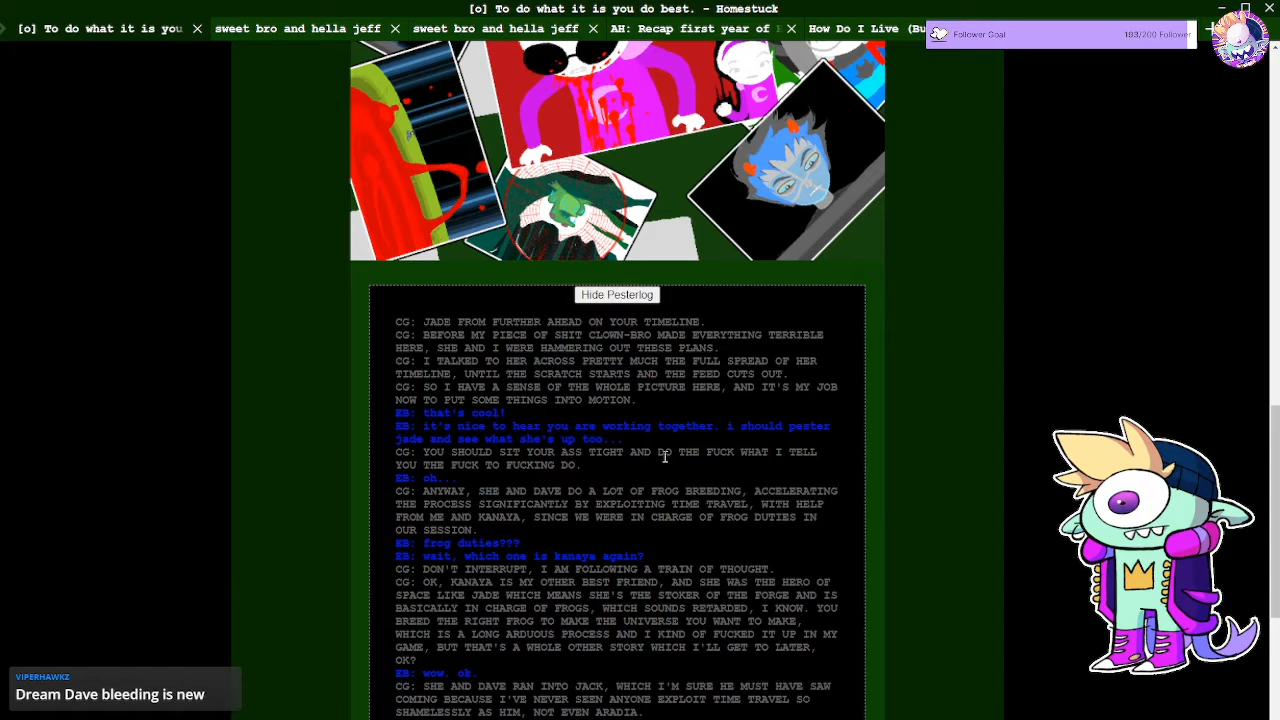 [o] To do what it is you do best. - Homestuck
[o] To do what it is you
sweet bro and hella jeff
sweet bro and hella jeff
AH: Recap first year of
How Do I Live (Bu
Follower Goal
193/200 Follower
Hide Pesterlog
CG: JADE FROM FURTHER AHEAD ON YOUR TIMELINE.
CG: BEFORE MY PIECE OF SHIT CLOWN-BRO MADE EVERYTHING TERRIBLE
HERE, SHE AND I WERE HAMMERING OUT THESE PLANS.
CG: I TALKED TO HER ACROSS PRETTY MUCH THE FULL SPREAD OF HER
TIMELINE, UNTIL THE SCRATCH STARTS AND THE FEED CUTS OUT.
CG: SO I HAVE A SENSE OF THE WHOLE PICTURE HERE, AND IT'S MY JOB
NOW TO PUT SOME THINGS INTO MOTION.
EB: that's cool!
EB: it's nice to hear you are working together. i should pester
jade and see what she's up too...
CG: YOU SHOULD SIT YOUR ASS TIGHT AND DO THE FUCK WHAT I TELL
YOU THE FUCK TO FUCKING DO.
EB: oh...
CG: ANYWAY, SHE AND DAVE DO A LOT OF FROG BREEDING, ACCELERATING
THE PROCESS SIGNIFICANTLY BY EXPLOITING TIME TRAVEL, WITH HELP
FROM ME AND KANAYA, SINCE WE WERE IN CHARGE OF FROG DUTIES IN
OUR SESSION.
EB: frog duties???
EB: wait, which one is kanaya again?
CG: DON'T INTERRUPT, I AM FOLLOWING A TRAIN OF THOUGHT.
CG: OK, KANAYA IS MY OTHER BEST FRIEND, AND SHE WAS THE HERO OF
SPACE LIKE JADE WHICH MEANS SHE'S THE STOKER OF THE FORGE AND IS
BASICALLY IN CHARGE OF FROGS, WHICH SOUNDS RETARDED, I KNOW. YOU
BREED THE RIGHT FROG TO MAKE THE UNIVERSE YOU WANT TO MAKE,
WHICH IS A LONG ARDUOUS PROCESS AND I KIND OF FUCKED IT UP IN MY
GAME, BUT THAT'S A WHOLE OTHER STORY WHICH I'LL GET TO LATER,
OK?
EB: wow, ok.
CG: SHE AND DAVE RAN INTO JACK, WHICH I'M SURE HE MUST HAVE SAW
COMING BECAUSE I'VE NEVER SEEN ANYONE EXPLOIT TIME TRAVEL SO
SHAMELESSLY AS HIM, NOT EVEN ARADIA.
VIPERHAWKZ
Dream Dave bleeding is new